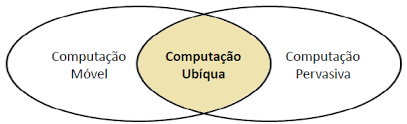 Computação
Móvel
Computação
Ubíqua
Computação
Pervasiva